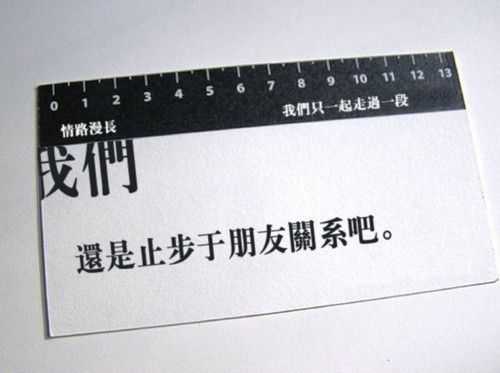 0 1 2 3 4 5 6 7 8 9 10 11 12 13
情路漫長 我們只一起走過一段
我們
還是止步于朋友關系吧。